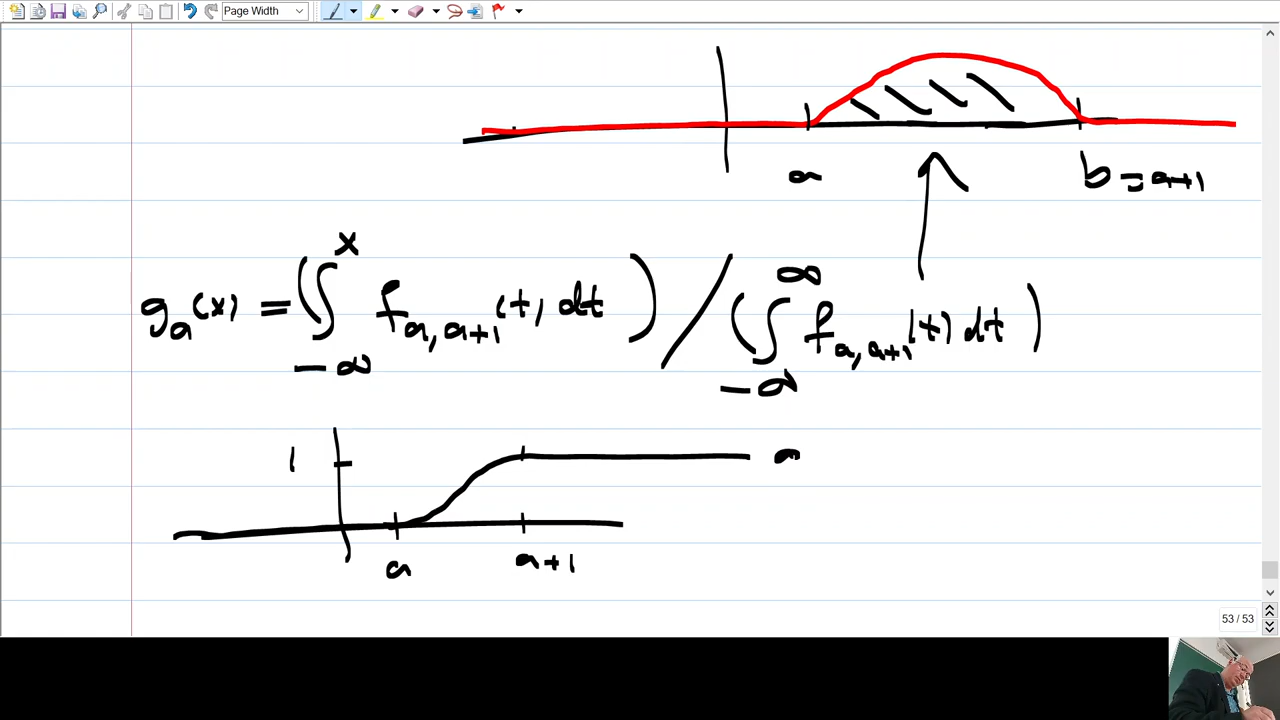 Page Width
a b = a+1
g_a(x) = (∫_{-∞}^{x} f_{a,a+1}(t) dt) / (∫_{-∞}^{∞} f_{a,a+1}(t) dt)
1
a a+1
53 / 53